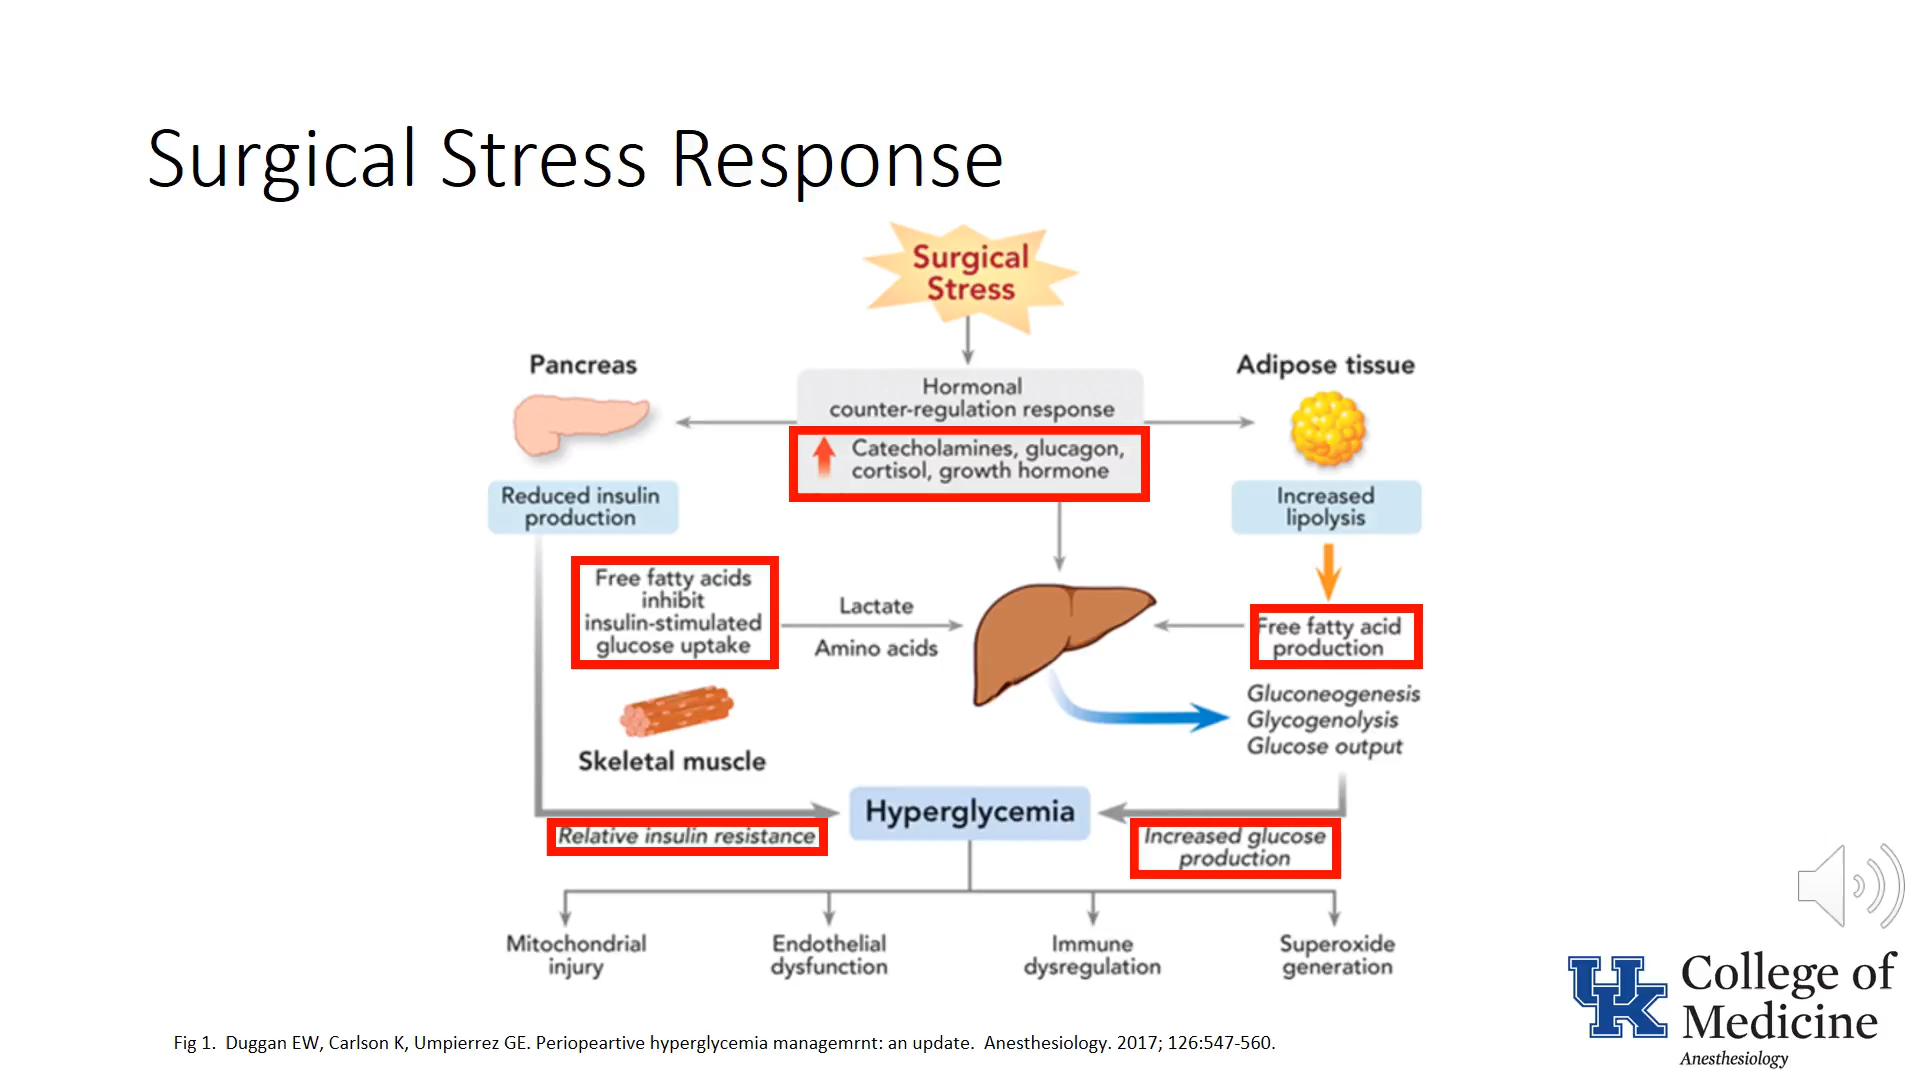 Surgical Stress Response
Surgical
Stress
Pancreas
Adipose tissue
Hormonal
counter-regulation response
Catecholamines, glucagon,
cortisol, growth hormone
Reduced insulin
production
Increased
lipolysis
Free fatty acids
inhibit
insulin-stimulated
glucose uptake
Lactate
Amino acids
Free fatty acid
production
Gluconeogenesis
Glycogenolysis
Glucose output
Skeletal muscle
Hyperglycemia
Relative insulin resistance
Increased glucose
production
Mitochondrial
injury
Endothelial
dysfunction
Immune
dysregulation
Superoxide
generation
UK
College of
Medicine
Anesthesiology
Fig 1.  Duggan EW, Carlson K, Umpierrez GE. Periopeartive hyperglycemia managemrnt: an update.  Anesthesiology. 2017; 126:547-560.